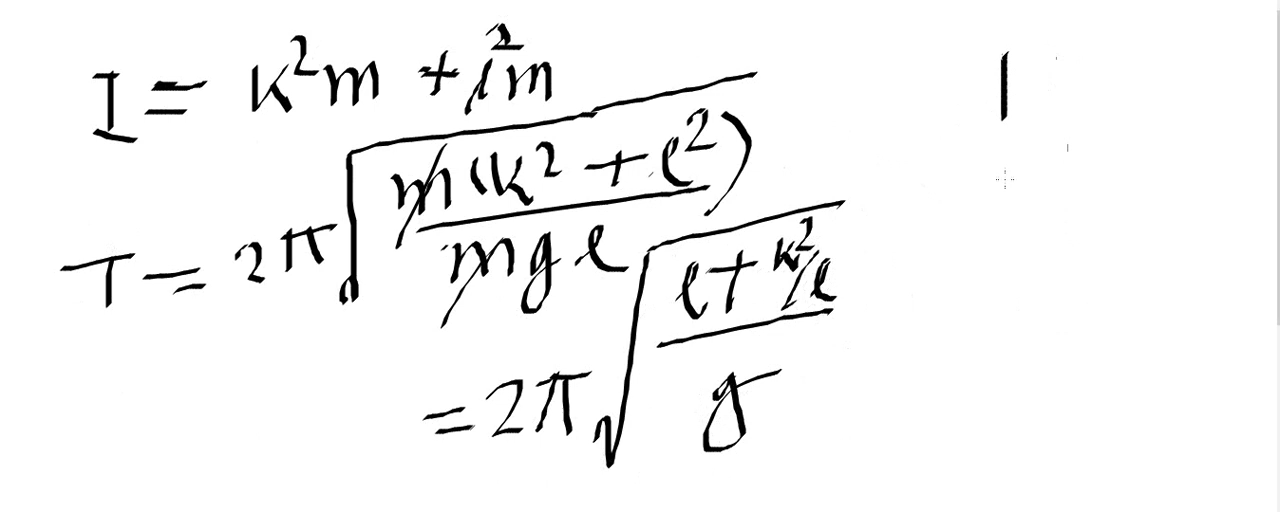 I = k²m + l²m
T = 2π √(m(k² + l²) / mgl)
= 2π √((l + k²/l) / g)